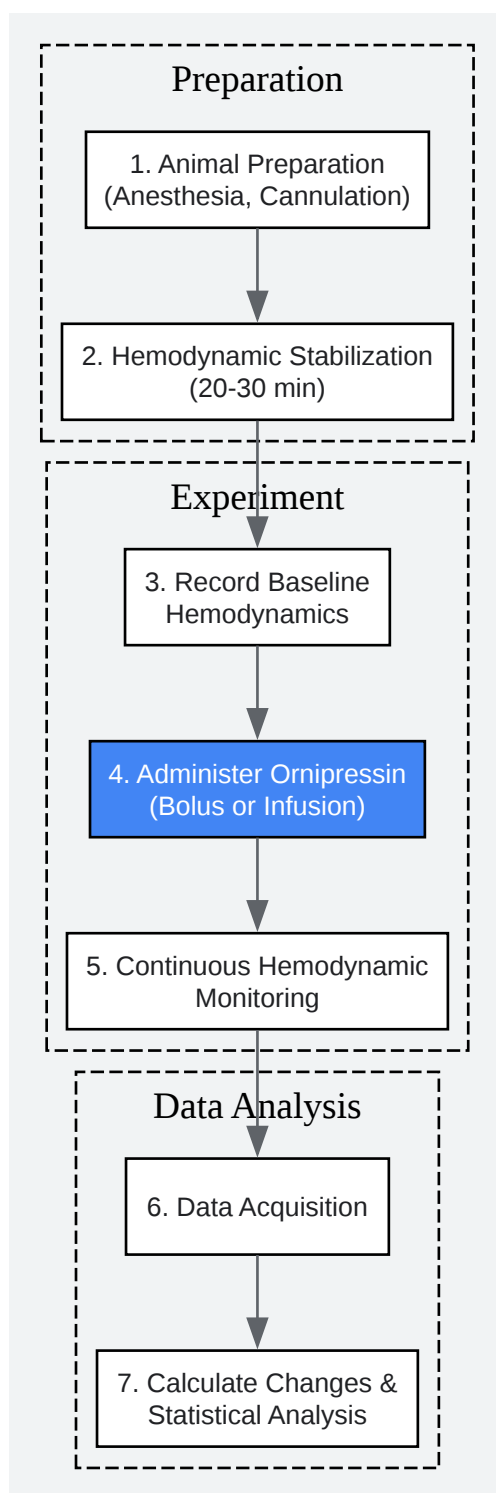 Preparation
1. Animal Preparation
(Anesthesia, Cannulation)
2. Hemodynamic Stabilization
(20-30 min)
Experiment
3. Record Baseline
Hemodynamics
4. Administer Ornipressin
(Bolus or Infusion)
5. Continuous Hemodynamic
Monitoring
Data Analysis
6. Data Acquisition
7. Calculate Changes &
Statistical Analysis